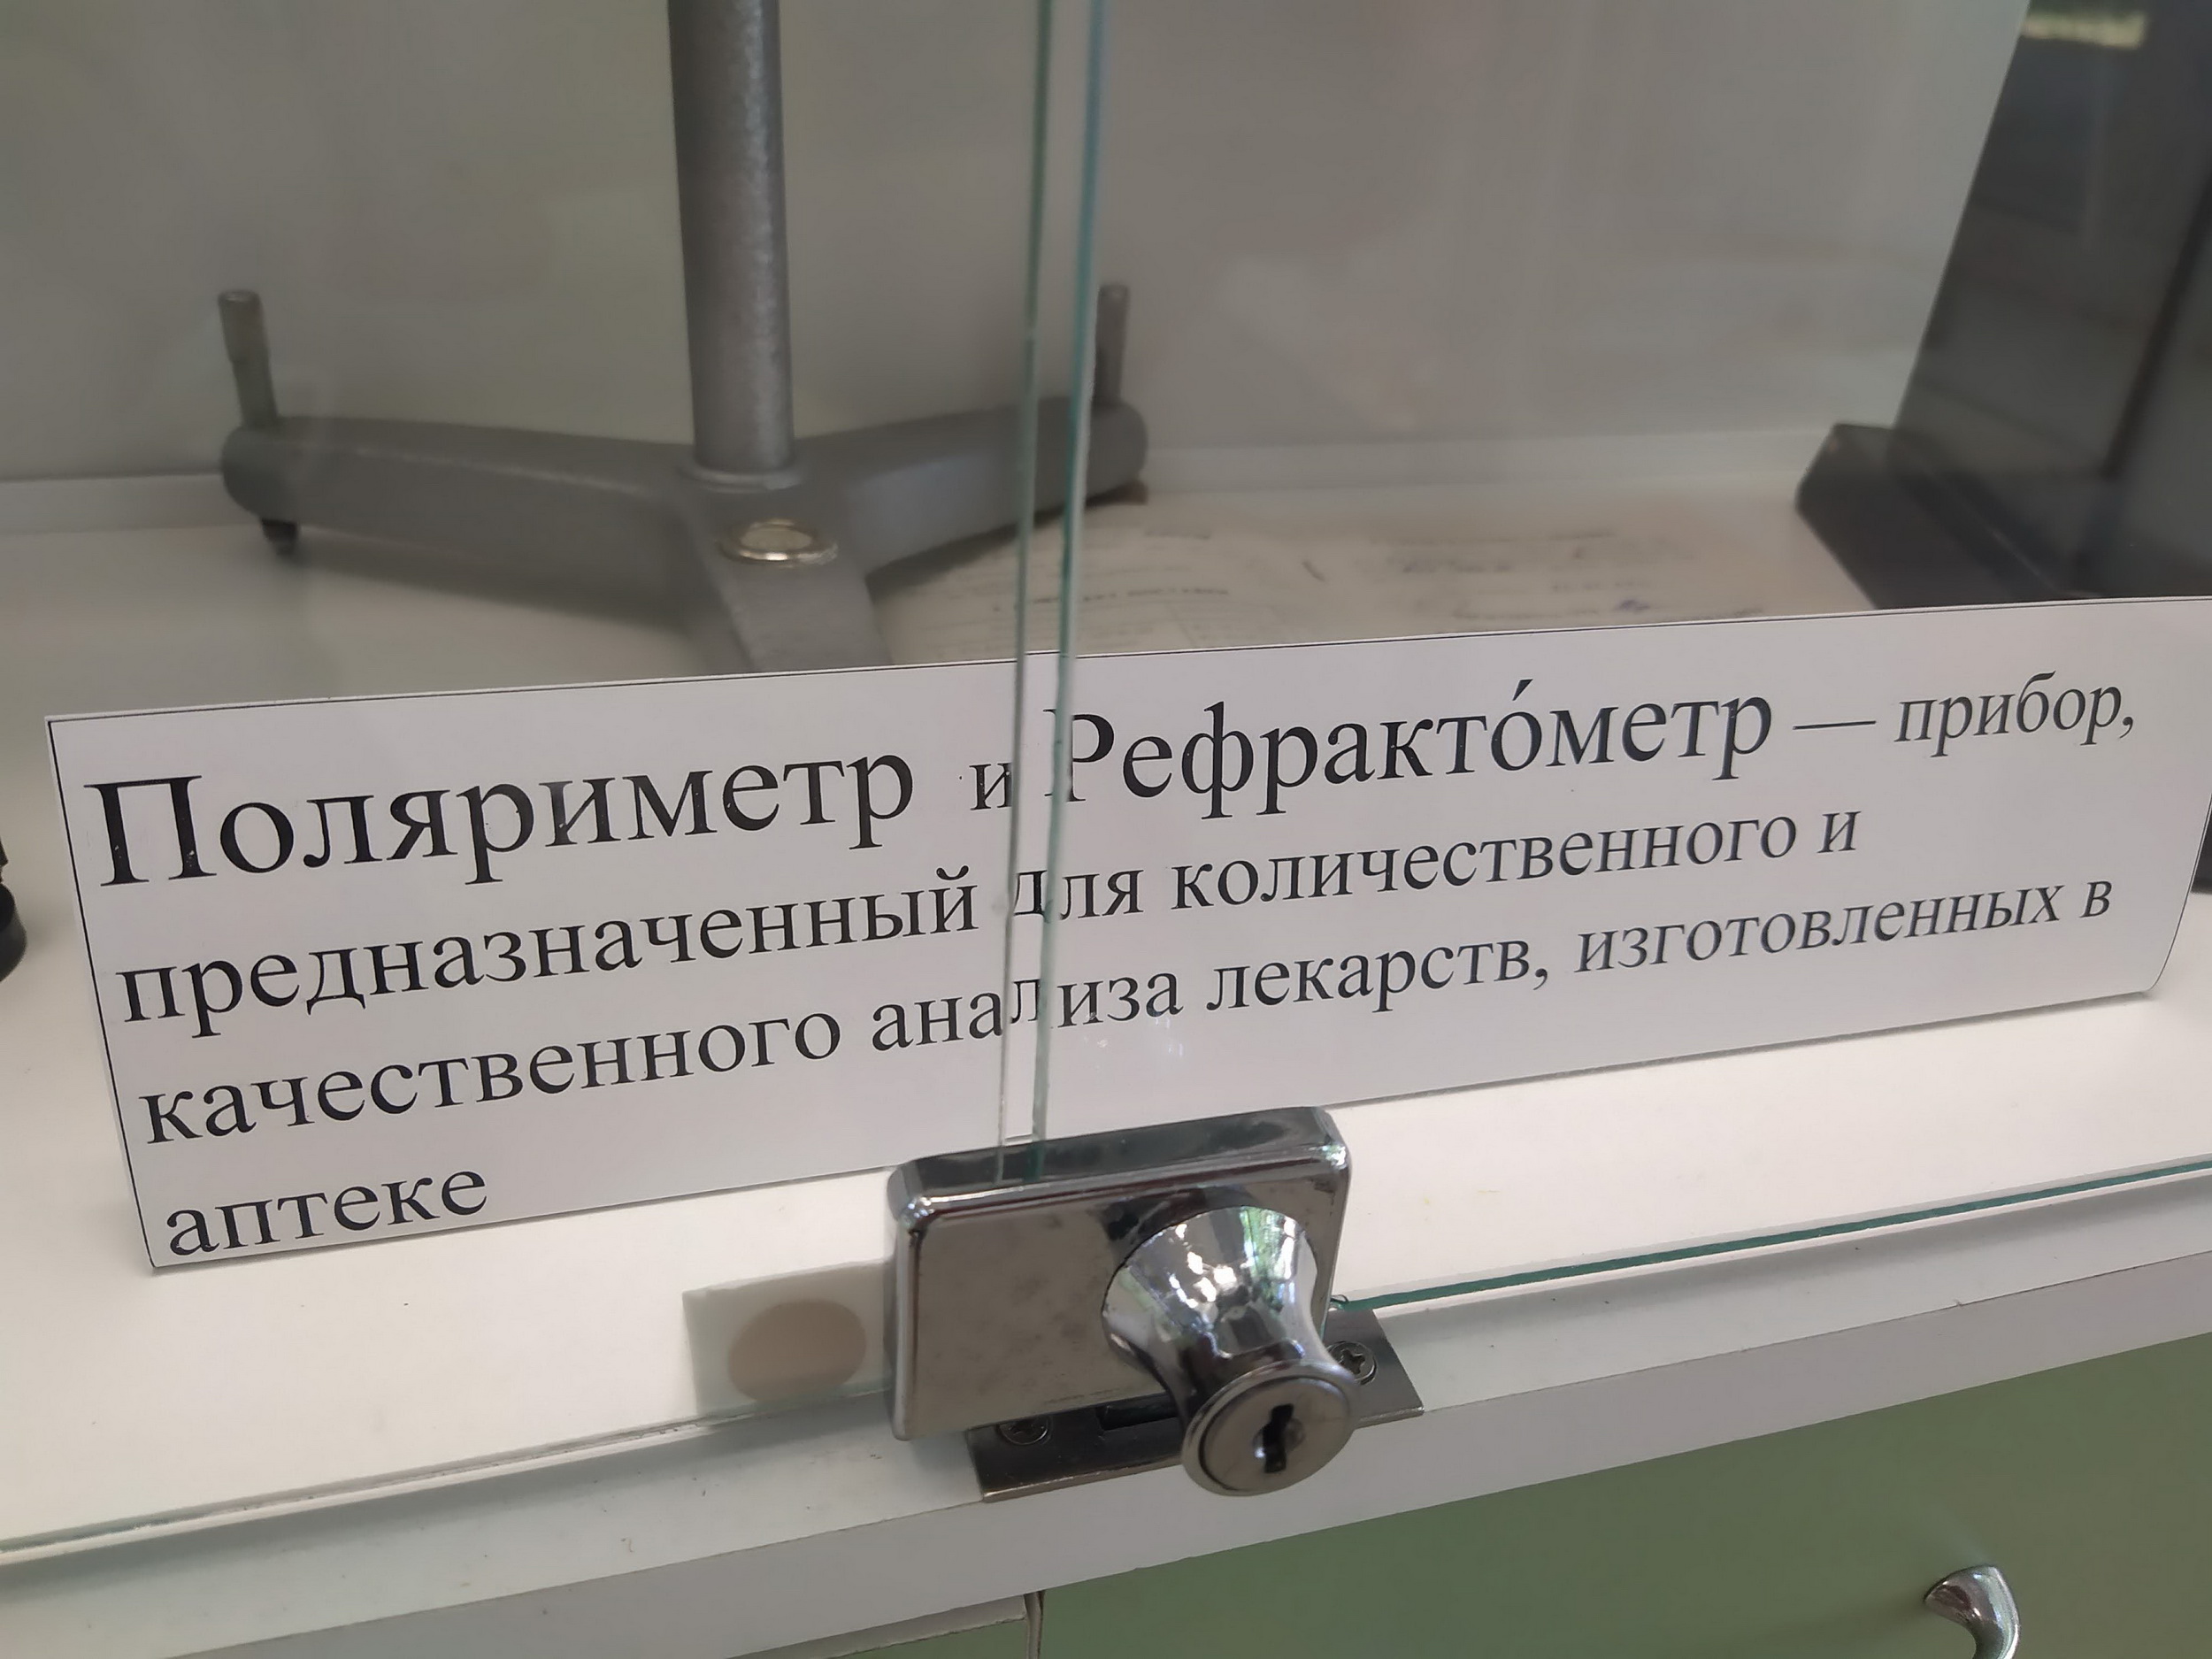 Поляриметр и Рефракто́метр — прибор,
предназначенный для количественного и
качественного анализа лекарств, изготовленных в
аптеке